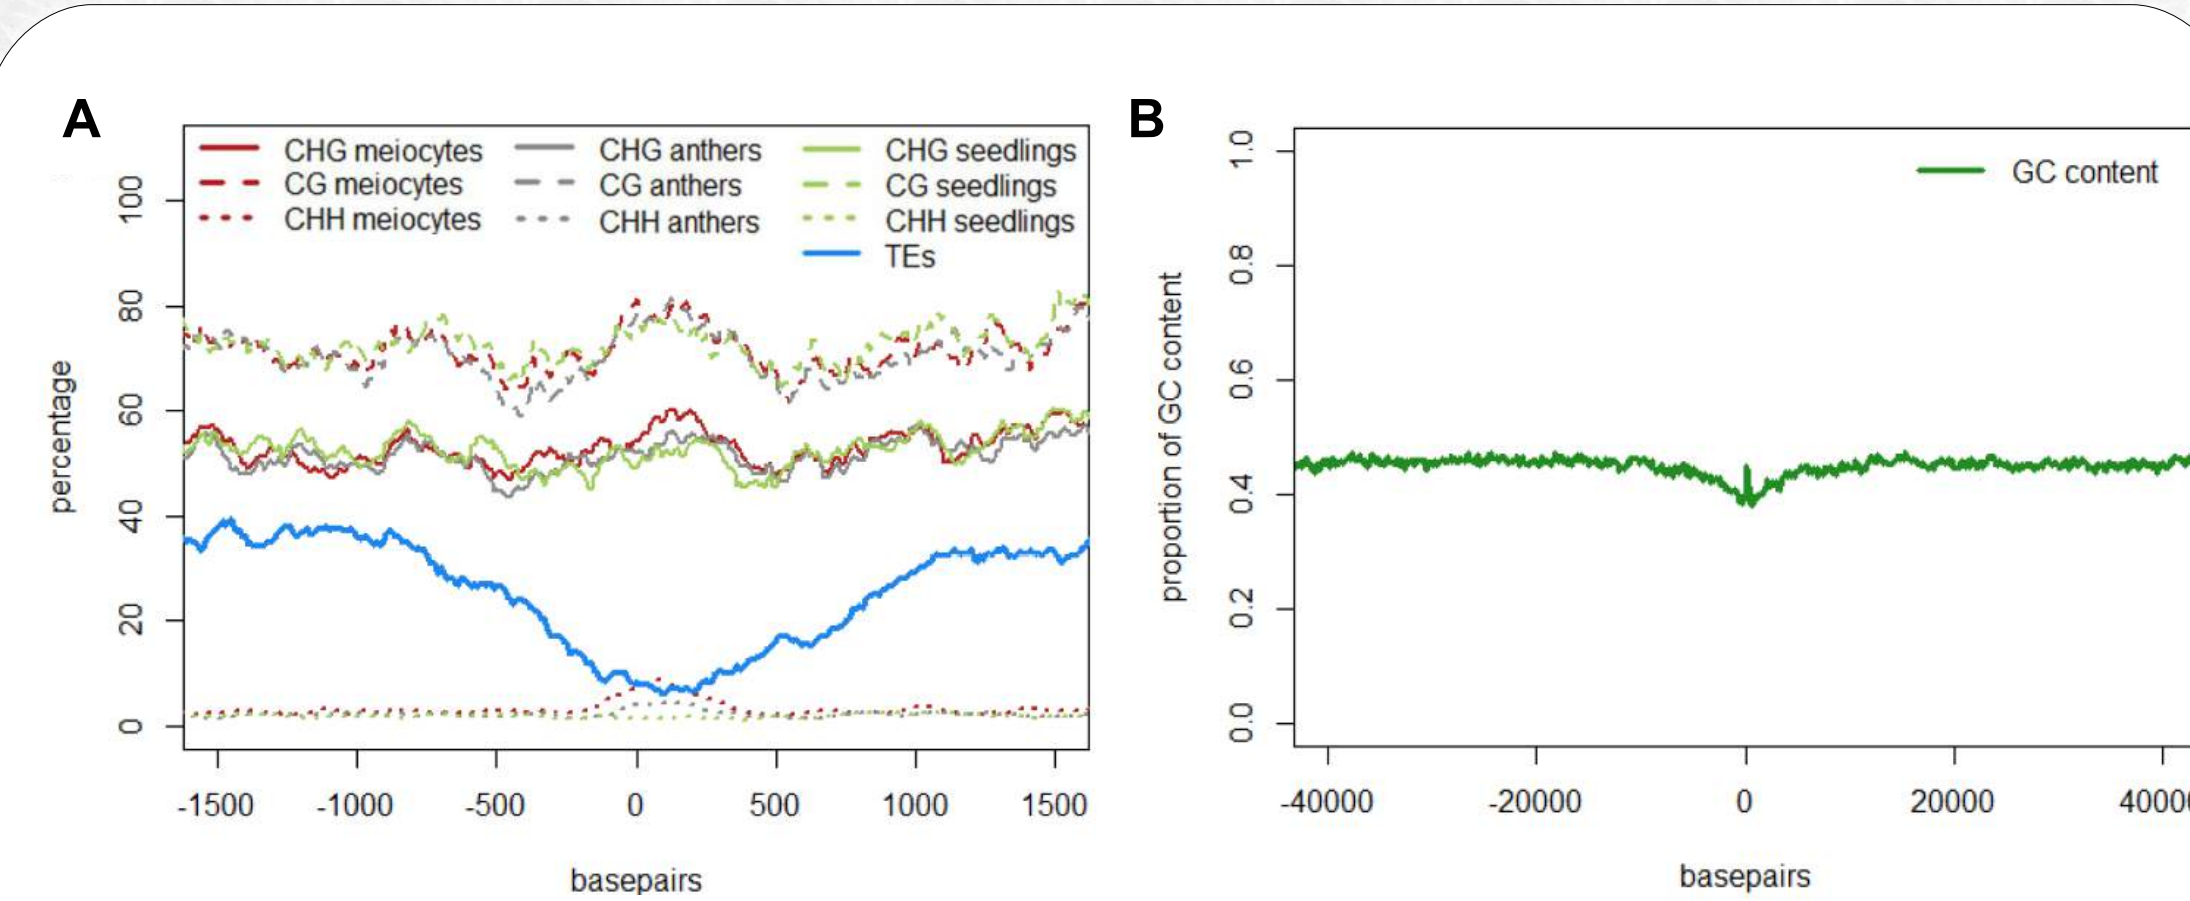 A
CHG meiocytes CHG anthers CHG seedlings
CG meiocytes CG anthers CG seedlings
CHH meiocytes CHH anthers CHH seedlings
TEs
percentage
100
80
60
40
20
0
-1500 -1000 -500 0 500 1000 1500
basepairs
B
GC content
proportion of GC content
1.0
0.8
0.6
0.4
0.2
0.0
-40000 -20000 0 20000 40000
basepairs